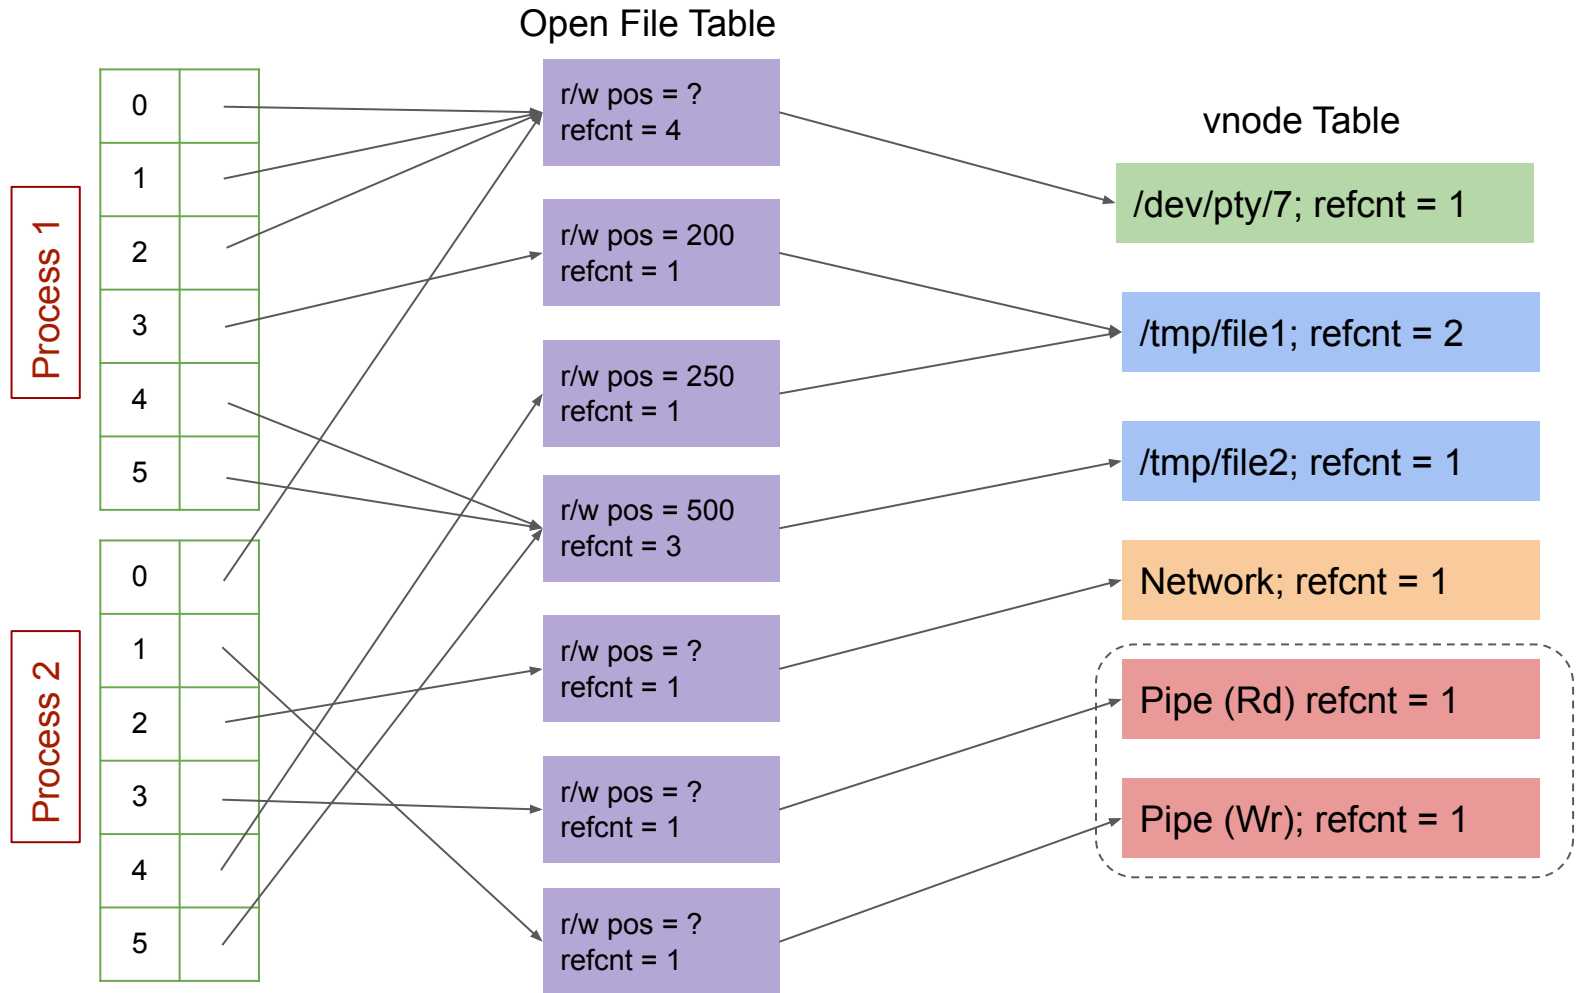 Open File Table
vnode Table
Process 1
0
1
2
3
4
5
Process 2
0
1
2
3
4
5
r/w pos = ?
refcnt = 4
r/w pos = 200
refcnt = 1
r/w pos = 250
refcnt = 1
r/w pos = 500
refcnt = 3
r/w pos = ?
refcnt = 1
r/w pos = ?
refcnt = 1
r/w pos = ?
refcnt = 1
/dev/pty/7; refcnt = 1
/tmp/file1; refcnt = 2
/tmp/file2; refcnt = 1
Network; refcnt = 1
Pipe (Rd) refcnt = 1
Pipe (Wr); refcnt = 1